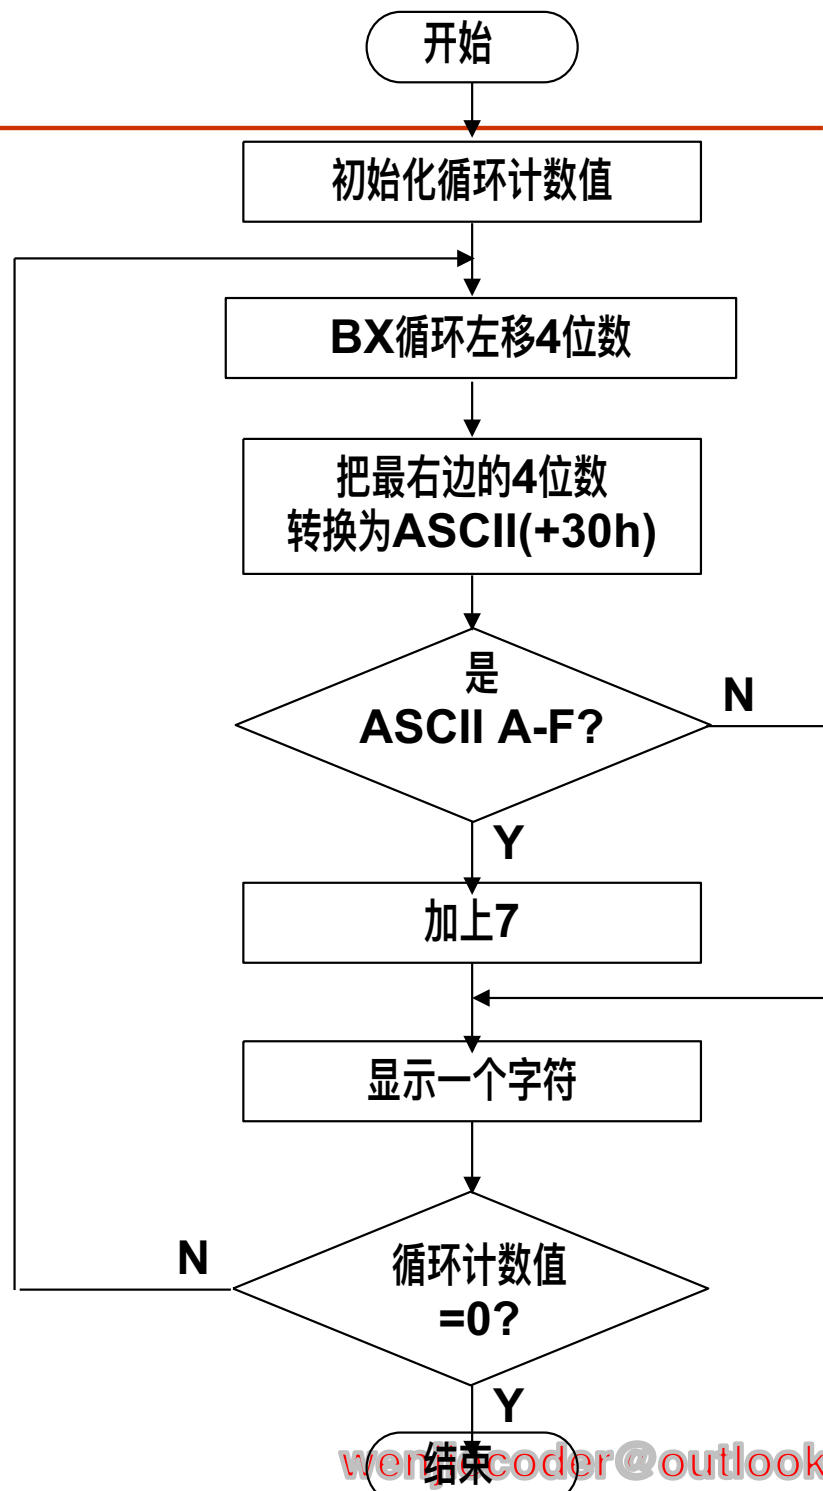 开始
初始化循环计数值
BX循环左移4位数
把最右边的4位数
转换为ASCII(+30h)
是
ASCII A-F?
N
Y
加上7
显示一个字符
N
循环计数值
=0?
Y
结束